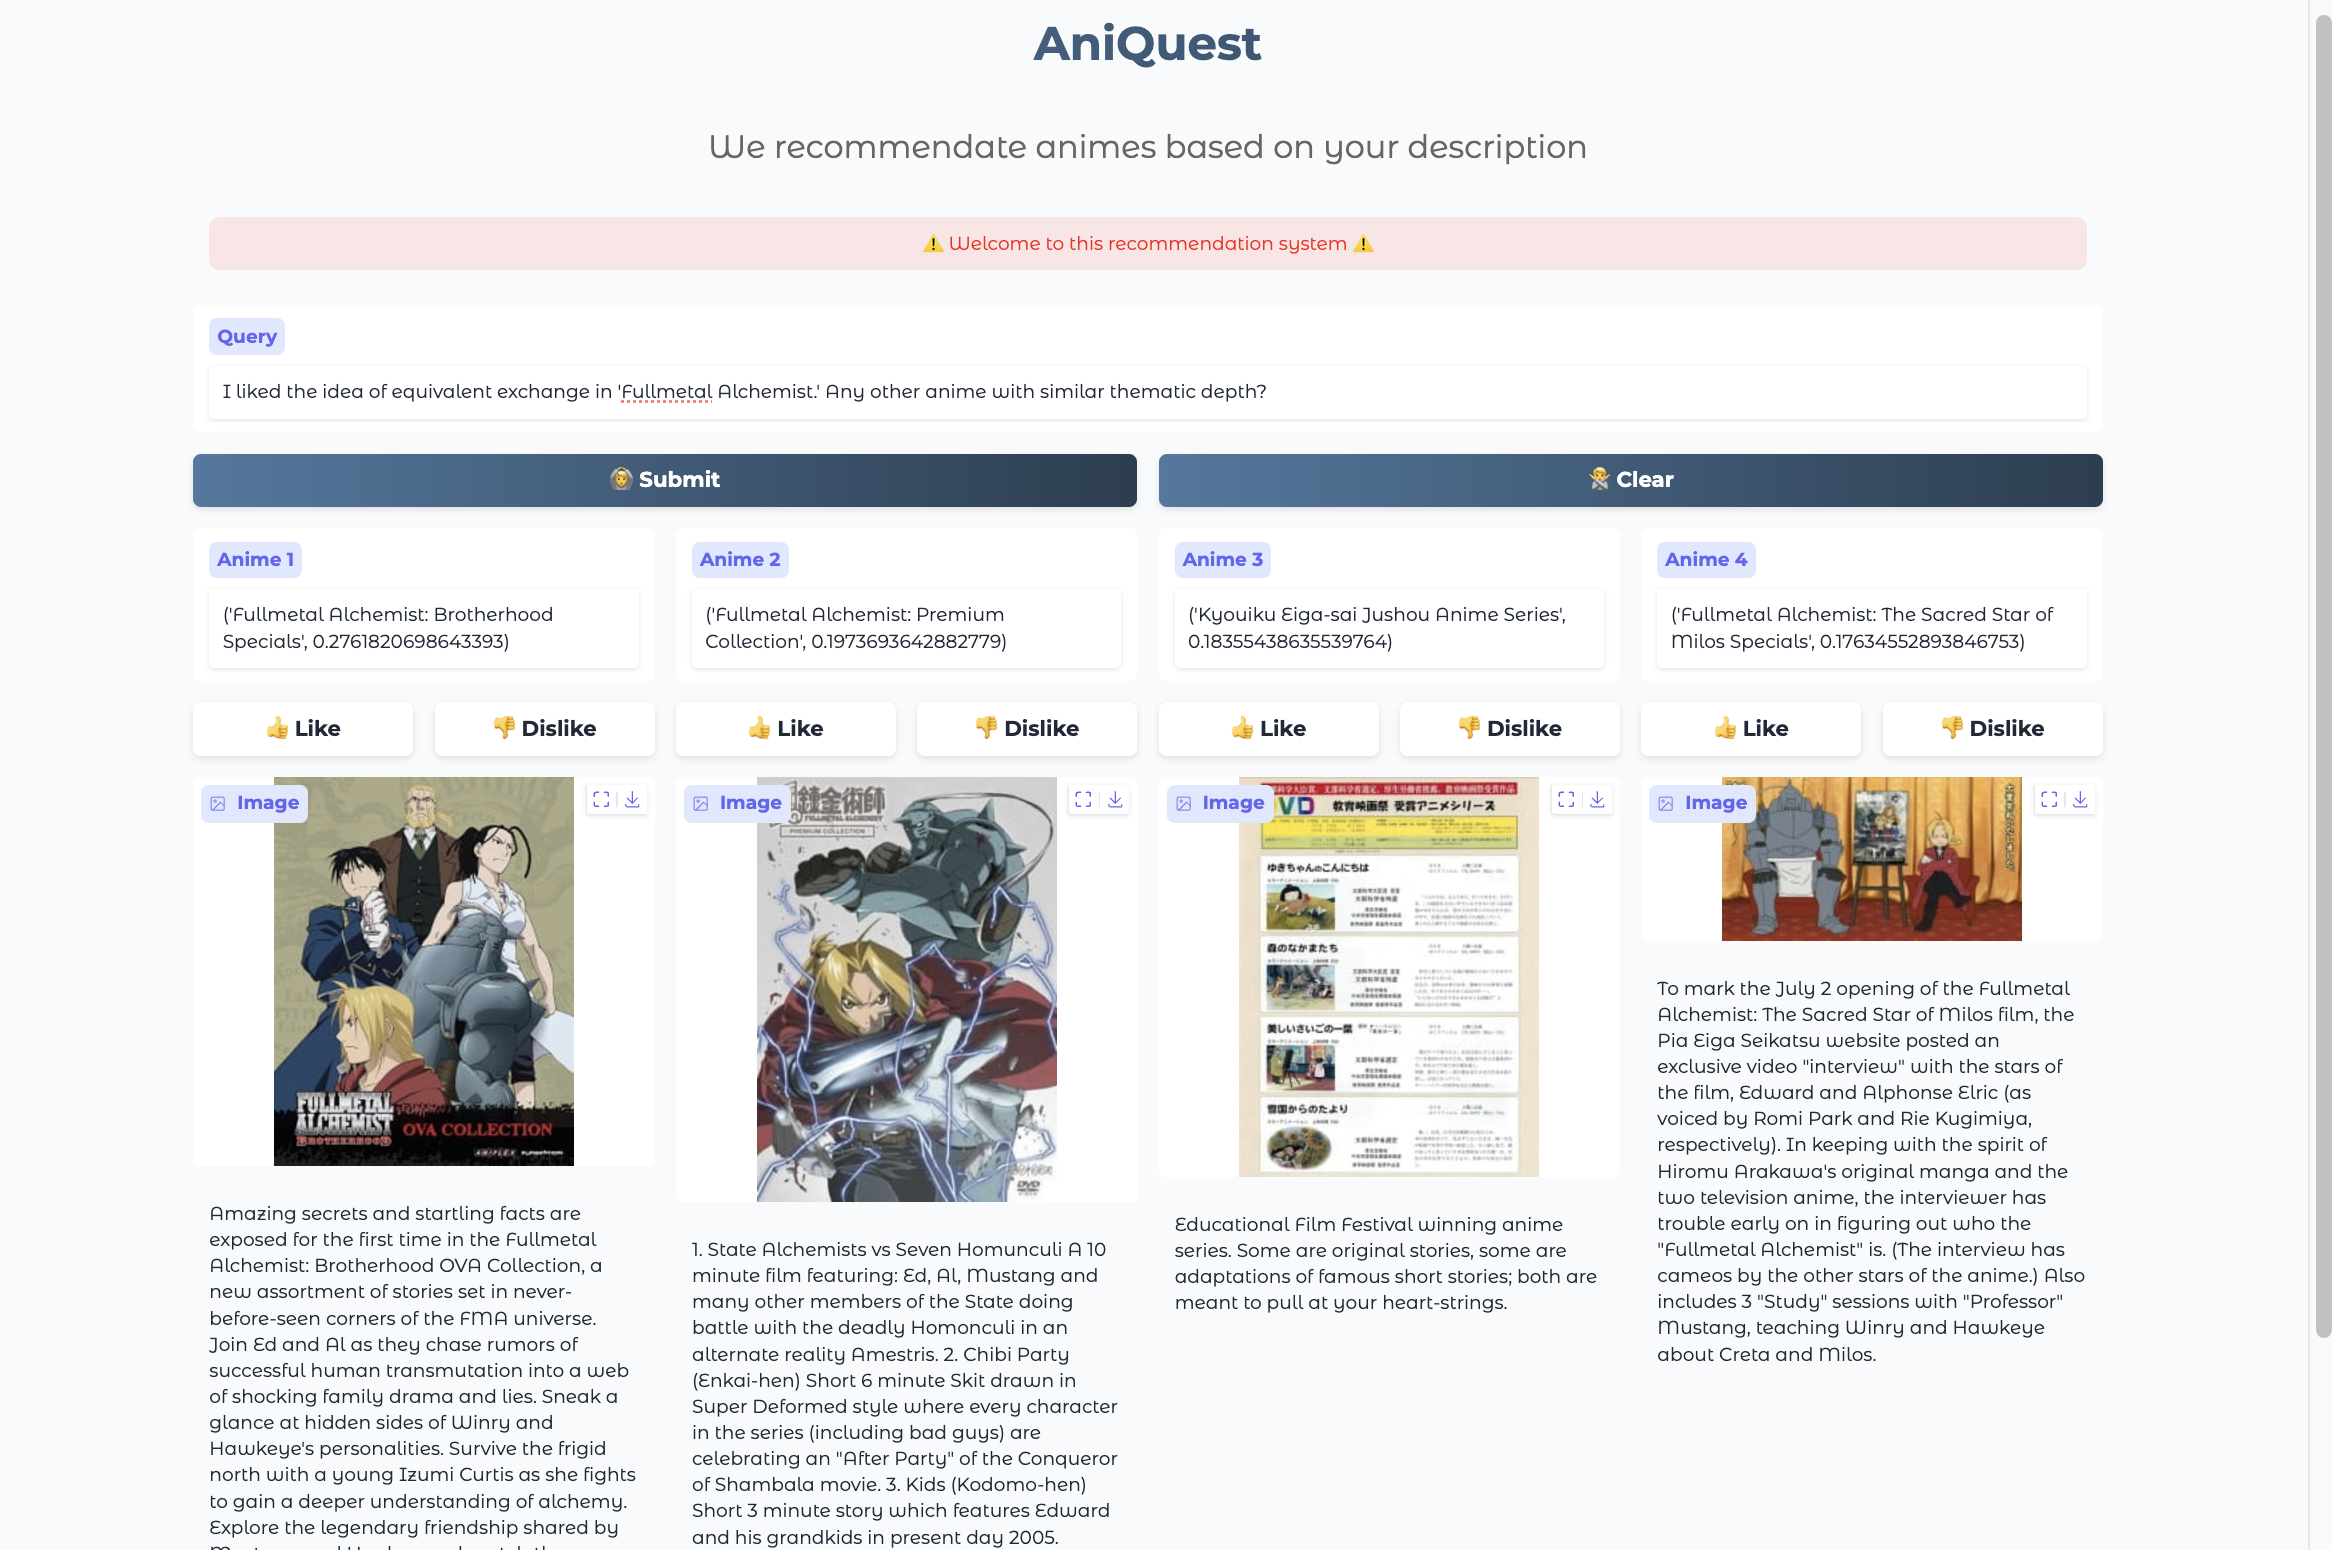 AniQuest
We recommendate animes based on your description
⚠️ Welcome to this recommendation system ⚠️
Query
I liked the idea of equivalent exchange in 'Fullmetal Alchemist.' Any other anime with similar thematic depth?
Submit
Clear
Anime 1
('Fullmetal Alchemist: Brotherhood
Specials', 0.2761820698643393)
Anime 2
('Fullmetal Alchemist: Premium
Collection', 0.1973693642882779)
Anime 3
('Kyouiku Eiga-sai Jushou Anime Series',
0.18355438635539764)
Anime 4
('Fullmetal Alchemist: The Sacred Star of
Milos Specials', 0.17634552893846753)
👍 Like
👎 Dislike
👍 Like
👎 Dislike
👍 Like
👎 Dislike
👍 Like
👎 Dislike
Image
FULLMETAL
ALCHEMIST
BROTHERHOOD
OVA COLLECTION
ANIPLEX
Amazing secrets and startling facts are
exposed for the first time in the Fullmetal
Alchemist: Brotherhood OVA Collection, a
new assortment of stories set in never-
before-seen corners of the FMA universe.
Join Ed and Al as they chase rumors of
successful human transmutation into a web
of shocking family drama and lies. Sneak a
glance at hidden sides of Winry and
Hawkeye's personalities. Survive the frigid
north with a young Izumi Curtis as she fights
to gain a deeper understanding of alchemy.
Explore the legendary friendship shared by
Image
錬金術師
FULLMETAL ALCHEMIST
PREMIUM COLLECTION
DVD
1. State Alchemists vs Seven Homunculi A 10
minute film featuring: Ed, Al, Mustang and
many other members of the State doing
battle with the deadly Homonculi in an
alternate reality Amestris. 2. Chibi Party
(Enkai-hen) Short 6 minute Skit drawn in
Super Deformed style where every character
in the series (including bad guys) are
celebrating an "After Party" of the Conqueror
of Shambala movie. 3. Kids (Kodomo-hen)
Short 3 minute story which features Edward
and his grandkids in present day 2005.
Image
VD 教育映画祭 受賞アニメシリーズ
ゆきちゃんのこんにちは
森のなかまたち
美しいさいごの一葉
雪国からのたより
Educational Film Festival winning anime
series. Some are original stories, some are
adaptations of famous short stories; both are
meant to pull at your heart-strings.
Image
To mark the July 2 opening of the Fullmetal
Alchemist: The Sacred Star of Milos film, the
Pia Eiga Seikatsu website posted an
exclusive video "interview" with the stars of
the film, Edward and Alphonse Elric (as
voiced by Romi Park and Rie Kugimiya,
respectively). In keeping with the spirit of
Hiromu Arakawa's original manga and the
two television anime, the interviewer has
trouble early on in figuring out who the
"Fullmetal Alchemist" is. (The interview has
cameos by the other stars of the anime.) Also
includes 3 "Study" sessions with "Professor"
Mustang, teaching Winry and Hawkeye
about Creta and Milos.